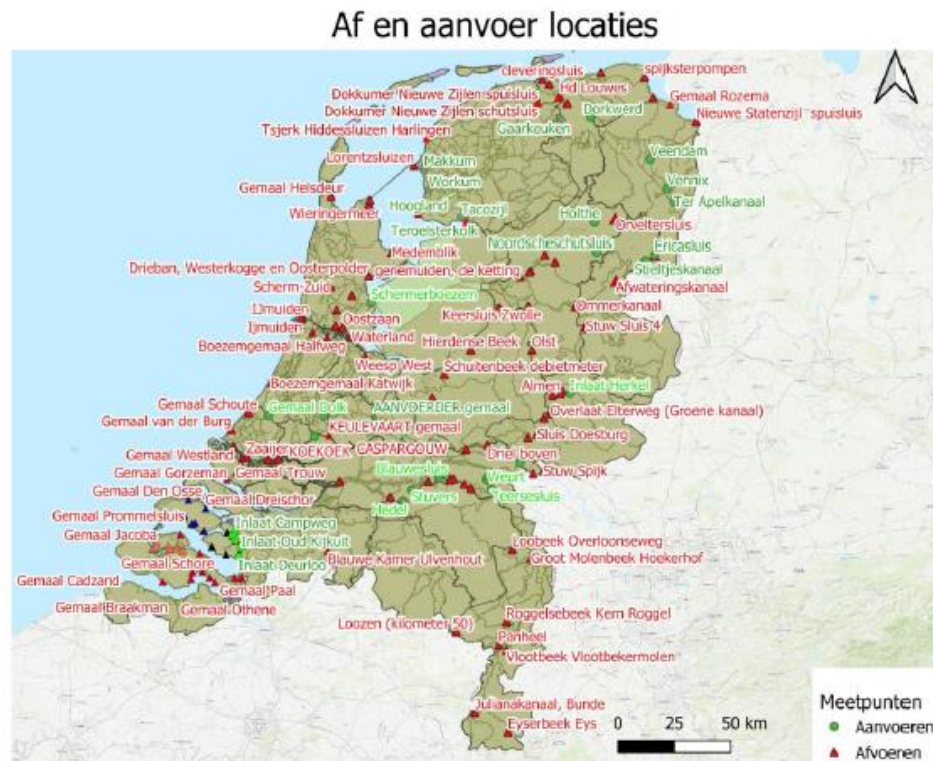 Af en aanvoer locaties
cleveringsluis
spijksterpompen
Hd Louwes
Dokkumer Nieuwe Zijlen spuisluis
Gemaal Rozema
Dokkumer Nieuwe Zijlen schutsluis
Dorkwerd
Nieuwe Statenzijl spuisluis
Gaarkeuken
Tsjerk Hiddessluizen Harlingen
Lorentzsluizen
Makkum
Veendam
Workum
Vennix
Gemaal Helsdeur
Ter Apelkanaal
Hoogland
Tacozijl
Holthe
Wieringermeer
Teroelsterkolk
Orveltersluis
Noordscheschutsluis
Ericasluis
Medemblik
Stieltjeskanaal
Drieban, Westerkogge en Oosterpolder
genemuiden, de ketting
Afwateringskanaal
Scherm-Zuid
Schermerboezem
Ommerkanaal
IJmuiden
Keersluis Zwolle
Oostzaan
Stuw Sluis 4
Ijmuiden
Waterland
Boezemgemaal Halfweg
Hierdense Beek
Olst
Weesp West
Schuitenbeek debietmeter
Boezemgemaal Katwijk
Almen
Inlaat Herkel
Gemaal Schoute
Gemaal Dolk
AANVOERDER gemaal
Overlaat Elterweg (Groene kanaal)
Gemaal van der Burg
KEULEVAART gemaal
Sluis Doesburg
Zaaijer
KOEKOEK
CASPARGOUW
Driel boven
Gemaal Westland
Gemaal Gorzeman
Gemaal Trouw
Blauwesluis
Weurt
Stuw Spijk
Gemaal Den Osse
Gemaal Dreischor
Stuvers
Teersesluis
Hedel
Gemaal Prommelsluis
Inlaat Campweg
Gemaal Jacoba
Inlaat Oud Kijkuit
Loobeek Overloonseweg
Gemaal Schore
Inlaat Deurloo
Blauwe Kamer Ulvenhout
Groot Molenbeek Hoekerhof
Gemaal Cadzand
Gemaal Paal
Gemaal Braakman
Gemaal Othene
Roggelsebeek Kern Roggel
Loozen (kilometer 50)
Panheel
Vlootbeek Vlootbekermolen
Julianakanaal, Bunde
Eyserbeek Eys
0 25 50 km
Meetpunten
Aanvoeren
Afvoeren